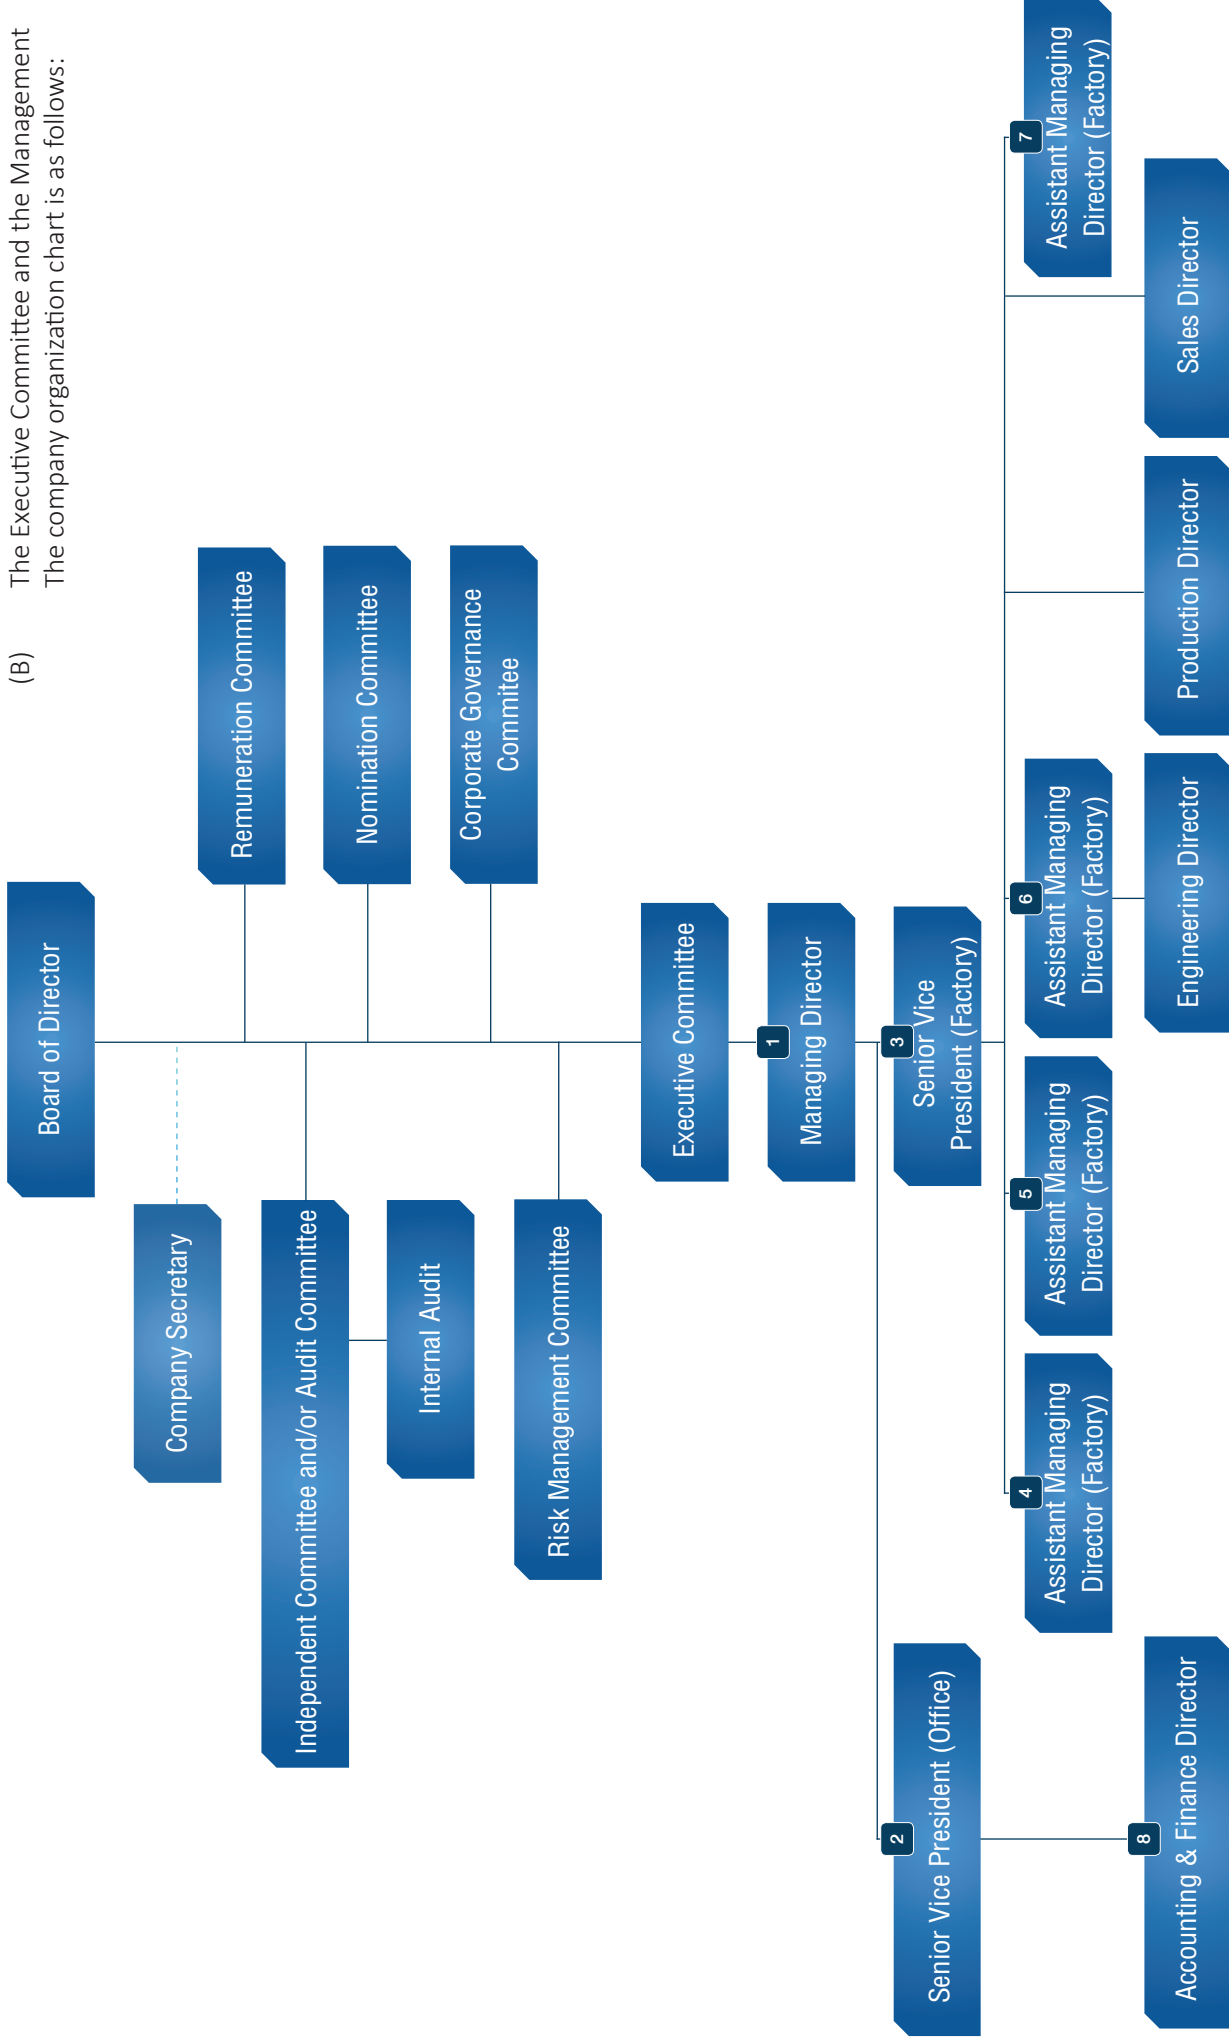 (B) The Executive Committee and the Management
The company organization chart is as follows:
Board of Director
Company Secretary
Remuneration Committee
Independent Committee and/or Audit Committee
Nomination Committee
Internal Audit
Corporate Governance
Commitee
Risk Management Committee
Executive Committee
1
Managing Director
2
Senior Vice President (Office)
3
Senior Vice
President (Factory)
4
Assistant Managing
Director (Factory)
5
Assistant Managing
Director (Factory)
6
Assistant Managing
Director (Factory)
7
Assistant Managing
Director (Factory)
8
Accounting & Finance Director
Engineering Director
Production Director
Sales Director